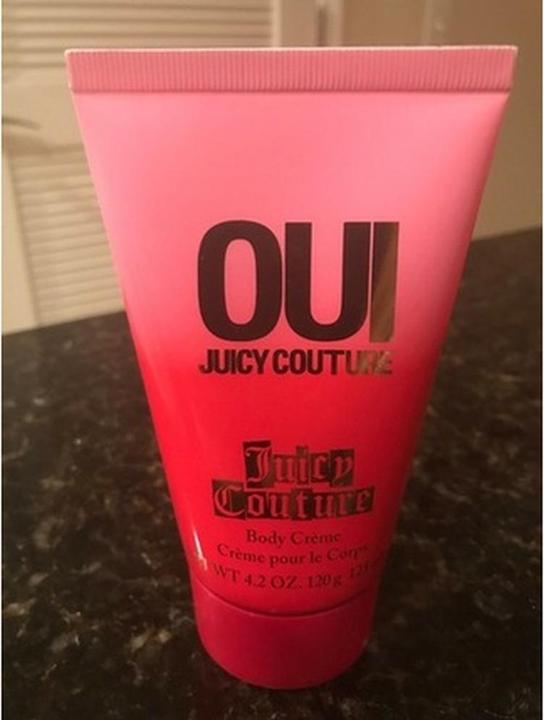 OUI
JUICY COUTURE
Juicy
Couture
Body Crème
Crème pour le Corps
WT 4.2 OZ. 120g